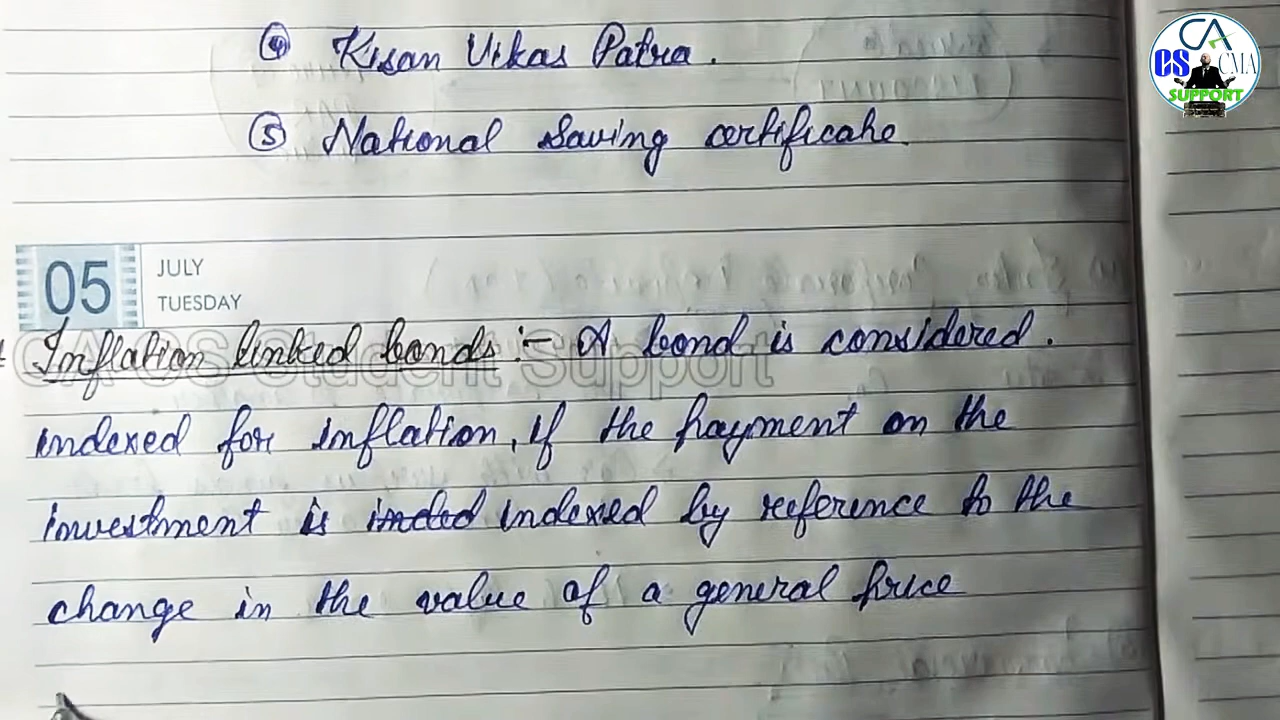 ④ Kisan Vikas Patra.
CA
CS CMA
SUPPORT
⑤ National Saving certificate.
05 JULY
TUESDAY
Inflation linked bonds :- A bond is considered.
CA CS Student Support
indexed for inflation, if the payment on the
investment is inded indexed by reference to the
change in the value of a general price